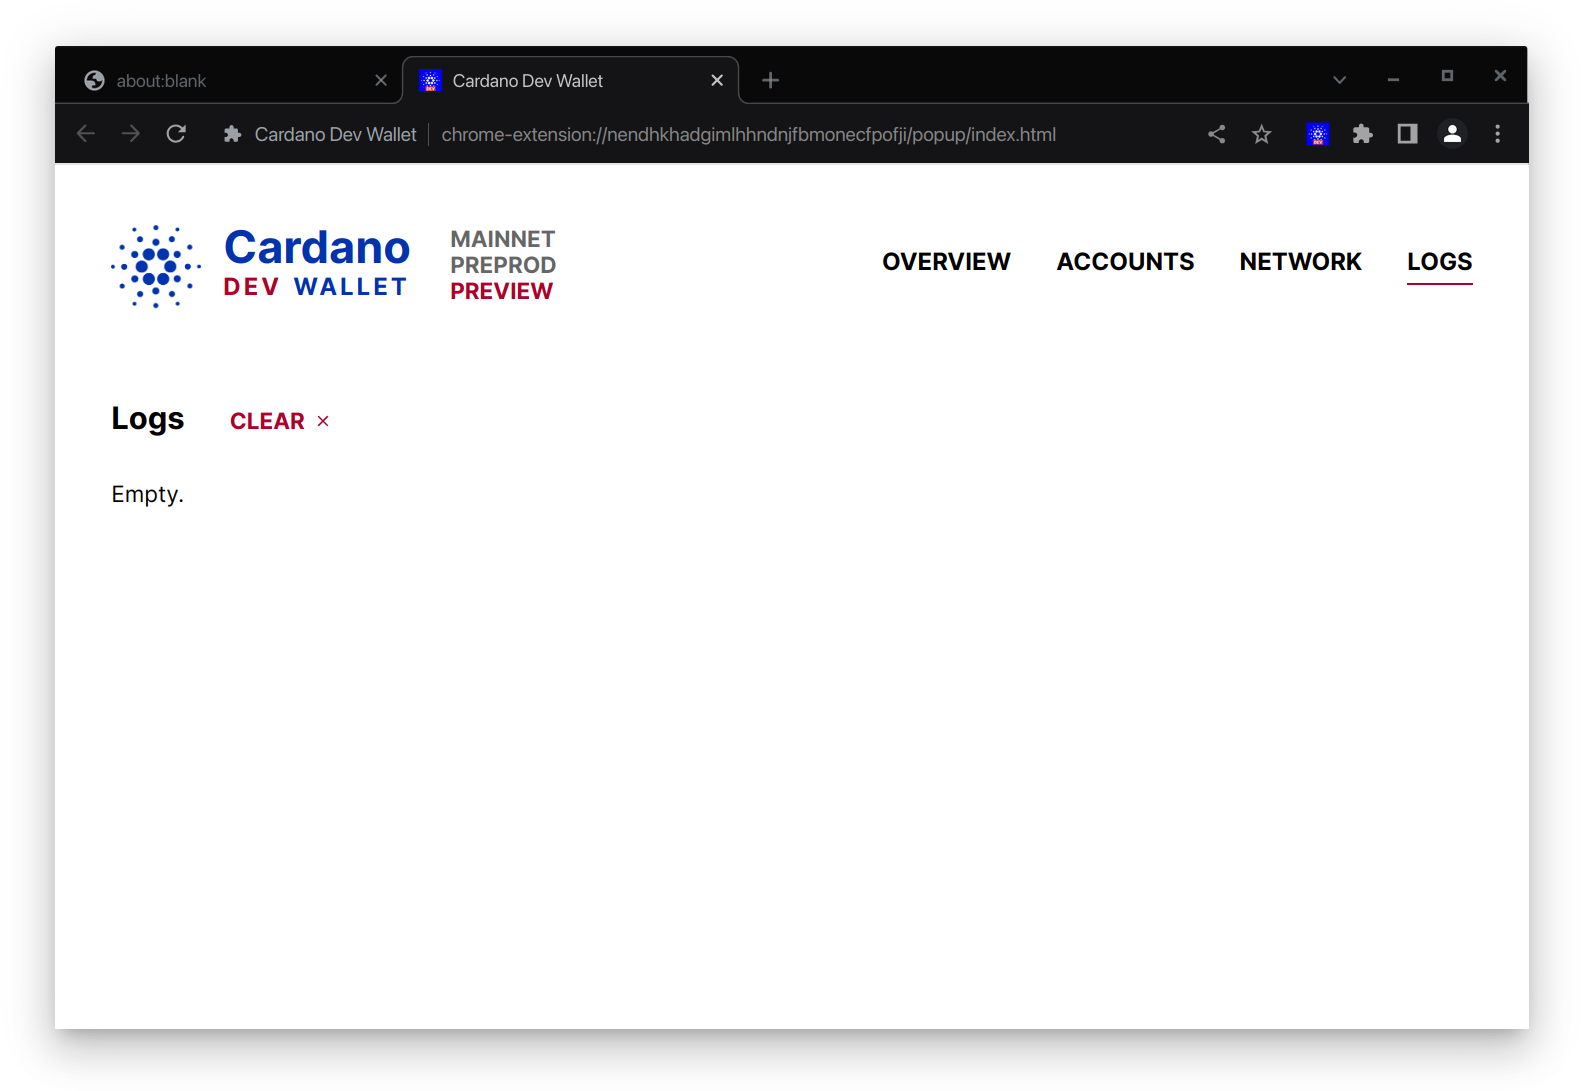 about:blank
Cardano Dev Wallet
Cardano Dev Wallet
chrome-extension://nendhkhadgimlhhndnjfbmonecfpofji/popup/index.html
Cardano
DEV WALLET
MAINNET
PREPROD
PREVIEW
OVERVIEW
ACCOUNTS
NETWORK
LOGS
Logs
CLEAR ×
Empty.